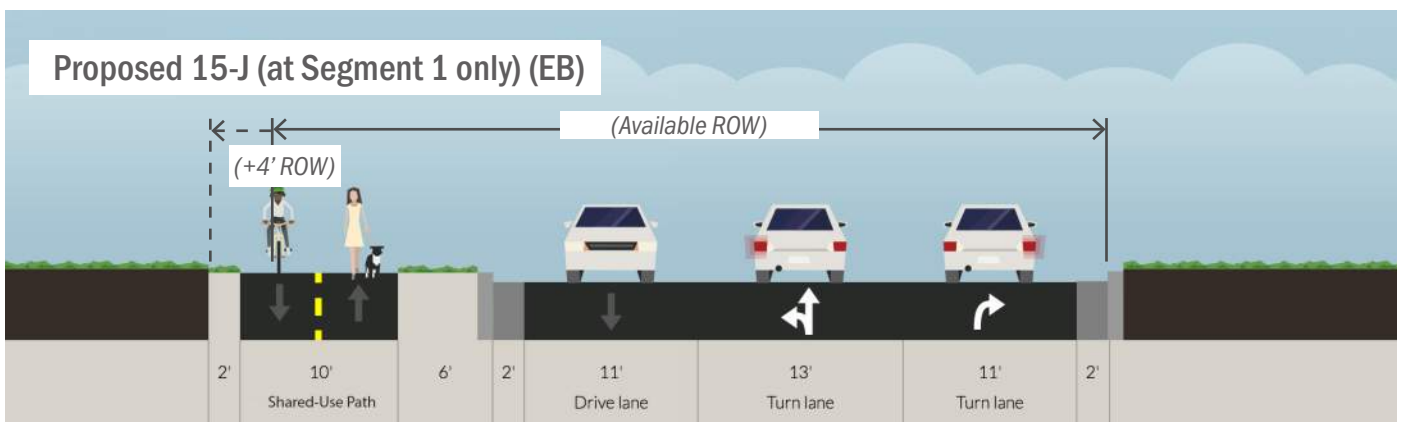 Proposed 15-J (at Segment 1 only) (EB)
(Available ROW)
(+4’ ROW)
2' 10' 6' 2' 11' 13' 11' 2'
Shared-Use Path Drive lane Turn lane Turn lane